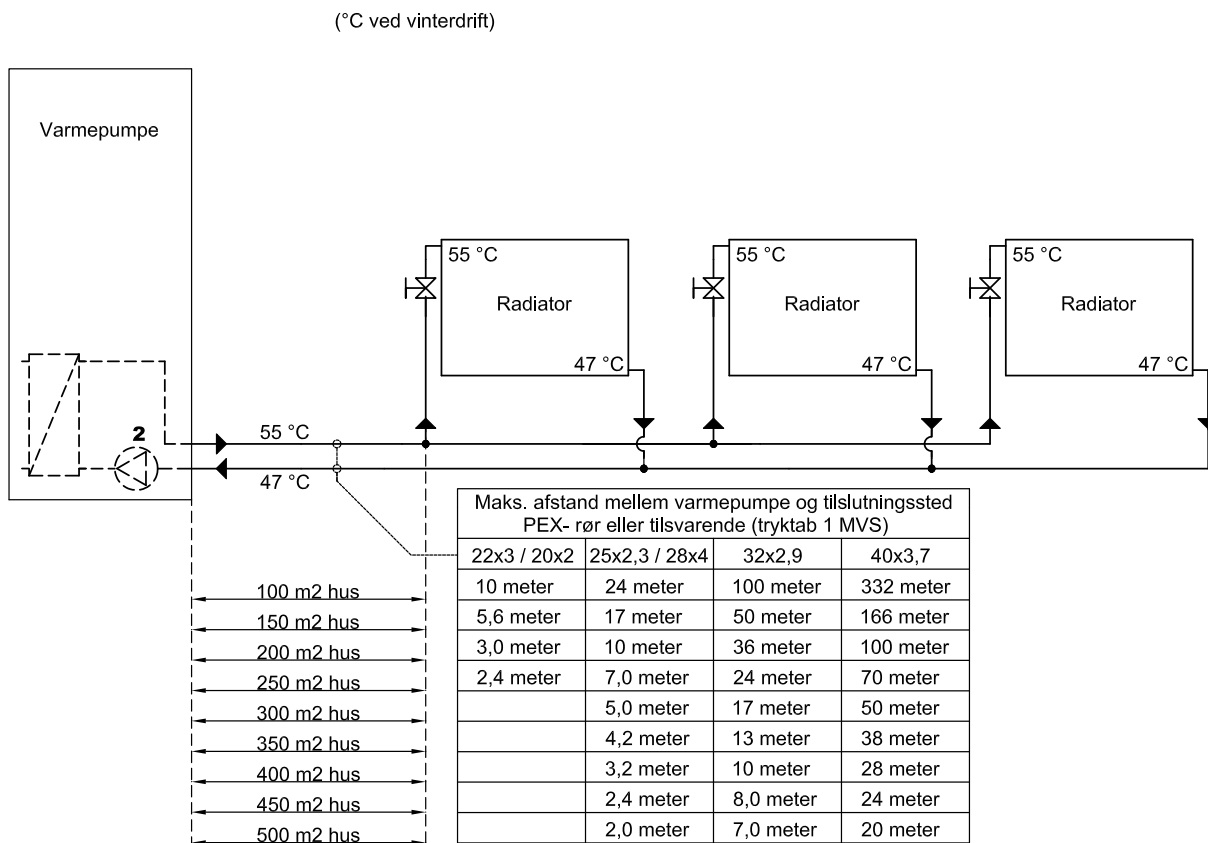 (°C ved vinterdrift)
Varmepumpe
55 °C
Radiator
47 °C
55 °C
Radiator
47 °C
55 °C
Radiator
47 °C
2
55 °C
47 °C
Maks. afstand mellem varmepumpe og tilslutningssted
PEX- rør eller tilsvarende (tryktab 1 MVS)
22x3 / 20x2 25x2,3 / 28x4 32x2,9 40x3,7
100 m2 hus 10 meter 24 meter 100 meter 332 meter
150 m2 hus 5,6 meter 17 meter 50 meter 166 meter
200 m2 hus 3,0 meter 10 meter 36 meter 100 meter
250 m2 hus 2,4 meter 7,0 meter 24 meter 70 meter
300 m2 hus 5,0 meter 17 meter 50 meter
350 m2 hus 4,2 meter 13 meter 38 meter
400 m2 hus 3,2 meter 10 meter 28 meter
450 m2 hus 2,4 meter 8,0 meter 24 meter
500 m2 hus 2,0 meter 7,0 meter 20 meter